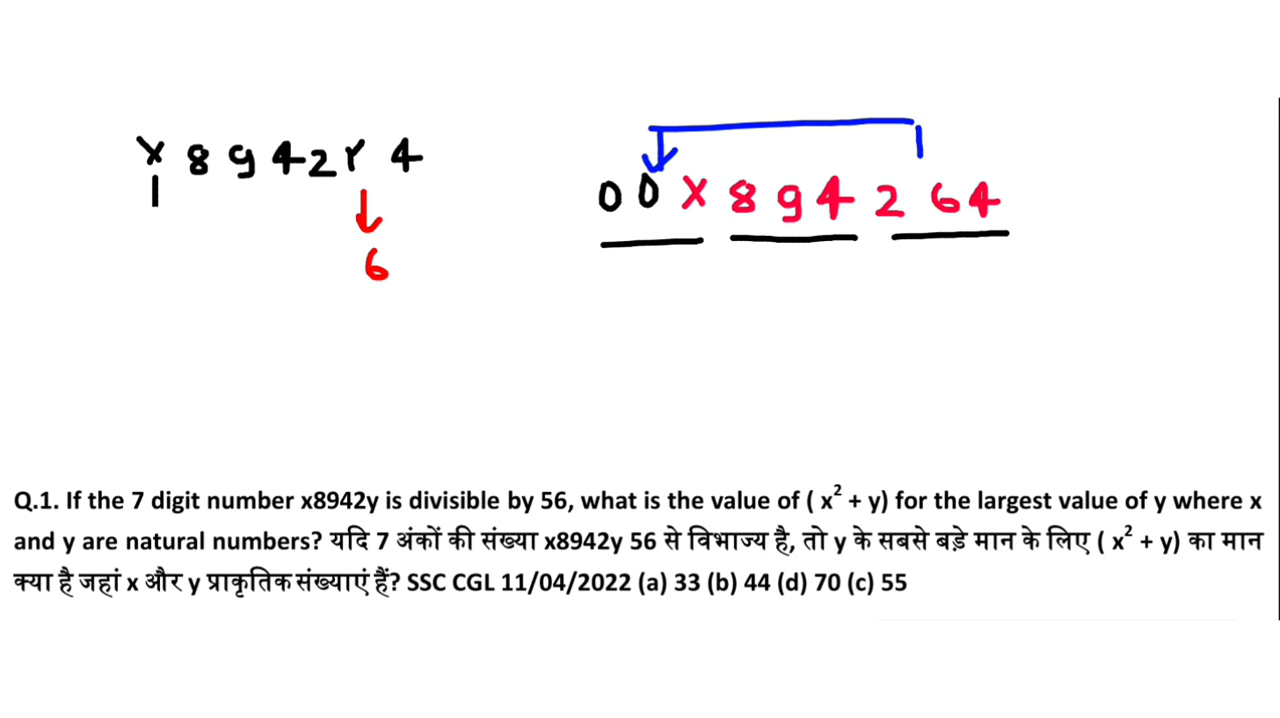 x 8 9 4 2 Y 4
1
6
0 0 x 8 9 4 2 6 4
Q.1. If the 7 digit number x8942y is divisible by 56, what is the value of ( x² + y) for the largest value of y where x
and y are natural numbers? यदि 7 अंकों की संख्या x8942y 56 से विभाज्य है, तो y के सबसे बड़े मान के लिए ( x² + y) का मान
क्या है जहां x और y प्राकृतिक संख्याएं हैं? SSC CGL 11/04/2022 (a) 33 (b) 44 (d) 70 (c) 55